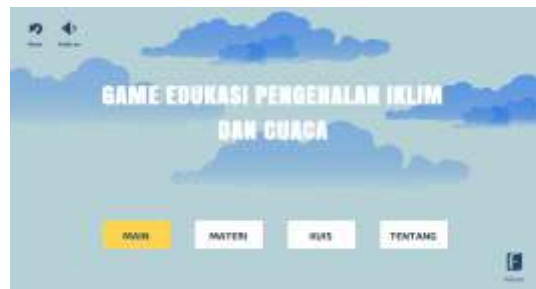 GAME EDUKASI PENGENALAN IKLIM
DAN CUACA
MAIN
MATERI
KUIS
TENTANG